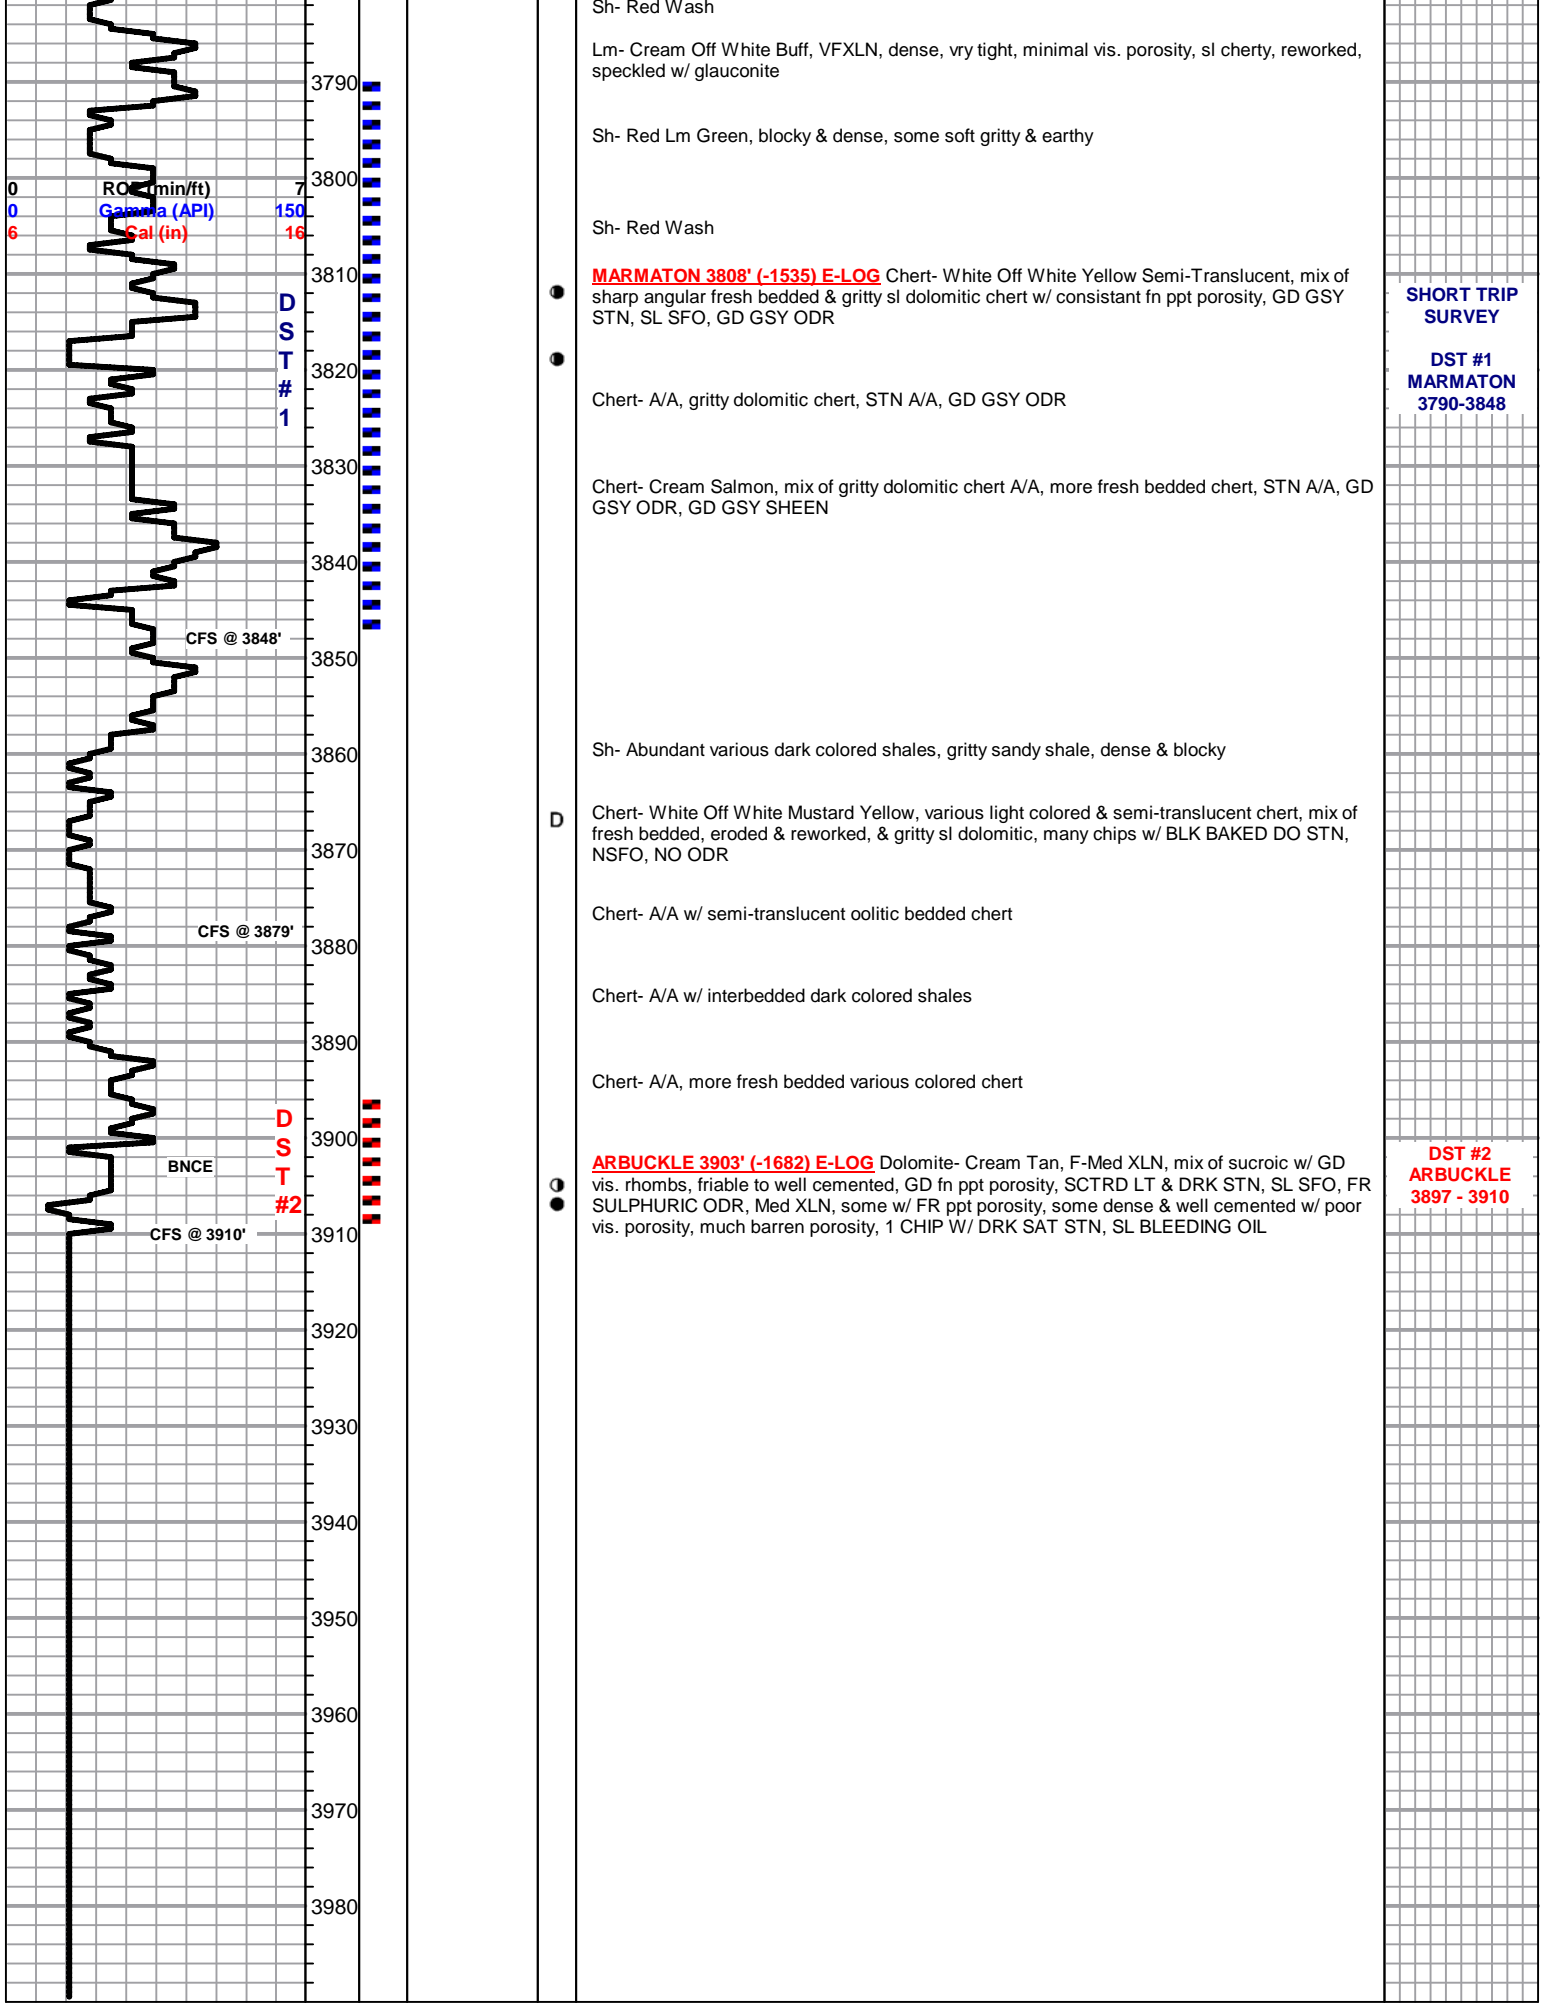 Sh- Red Wash
Lm- Cream Off White Buff, VFXLN, dense, vry tight, minimal vis. porosity, sl cherty, reworked,
speckled w/ glauconite
3790
Sh- Red Lm Green, blocky & dense, some soft gritty & earthy
3800
0 ROP (min/ft) 7
0 Gamma (API) 150
6 Cal (in) 16
Sh- Red Wash
3810
MARMATON 3808' (-1535) E-LOG Chert- White Off White Yellow Semi-Translucent, mix of
sharp angular fresh bedded & gritty sl dolomitic chert w/ consistant fn ppt porosity, GD GSY
STN, SL SFO, GD GSY ODR
SHORT TRIP
SURVEY
D
S
T
#
1
DST #1
MARMATON
3790-3848
3820
Chert- A/A, gritty dolomitic chert, STN A/A, GD GSY ODR
3830
Chert- Cream Salmon, mix of gritty dolomitic chert A/A, more fresh bedded chert, STN A/A, GD
GSY ODR, GD GSY SHEEN
3840
CFS @ 3848'
3850
3860
Sh- Abundant various dark colored shales, gritty sandy shale, dense & blocky
D
Chert- White Off White Mustard Yellow, various light colored & semi-translucent chert, mix of
fresh bedded, eroded & reworked, & gritty sl dolomitic, many chips w/ BLK BAKED DO STN,
NSFO, NO ODR
3870
Chert- A/A w/ semi-translucent oolitic bedded chert
CFS @ 3879'
3880
Chert- A/A w/ interbedded dark colored shales
3890
Chert- A/A, more fresh bedded various colored chert
D
S
T
#2
3900
BNCE
ARBUCKLE 3903' (-1682) E-LOG Dolomite- Cream Tan, F-Med XLN, mix of sucroic w/ GD
vis. rhombs, friable to well cemented, GD fn ppt porosity, SCTRD LT & DRK STN, SL SFO, FR
SULPHURIC ODR, Med XLN, some w/ FR ppt porosity, some dense & well cemented w/ poor
vis. porosity, much barren porosity, 1 CHIP W/ DRK SAT STN, SL BLEEDING OIL
DST #2
ARBUCKLE
3897 - 3910
CFS @ 3910'
3910
3920
3930
3940
3950
3960
3970
3980